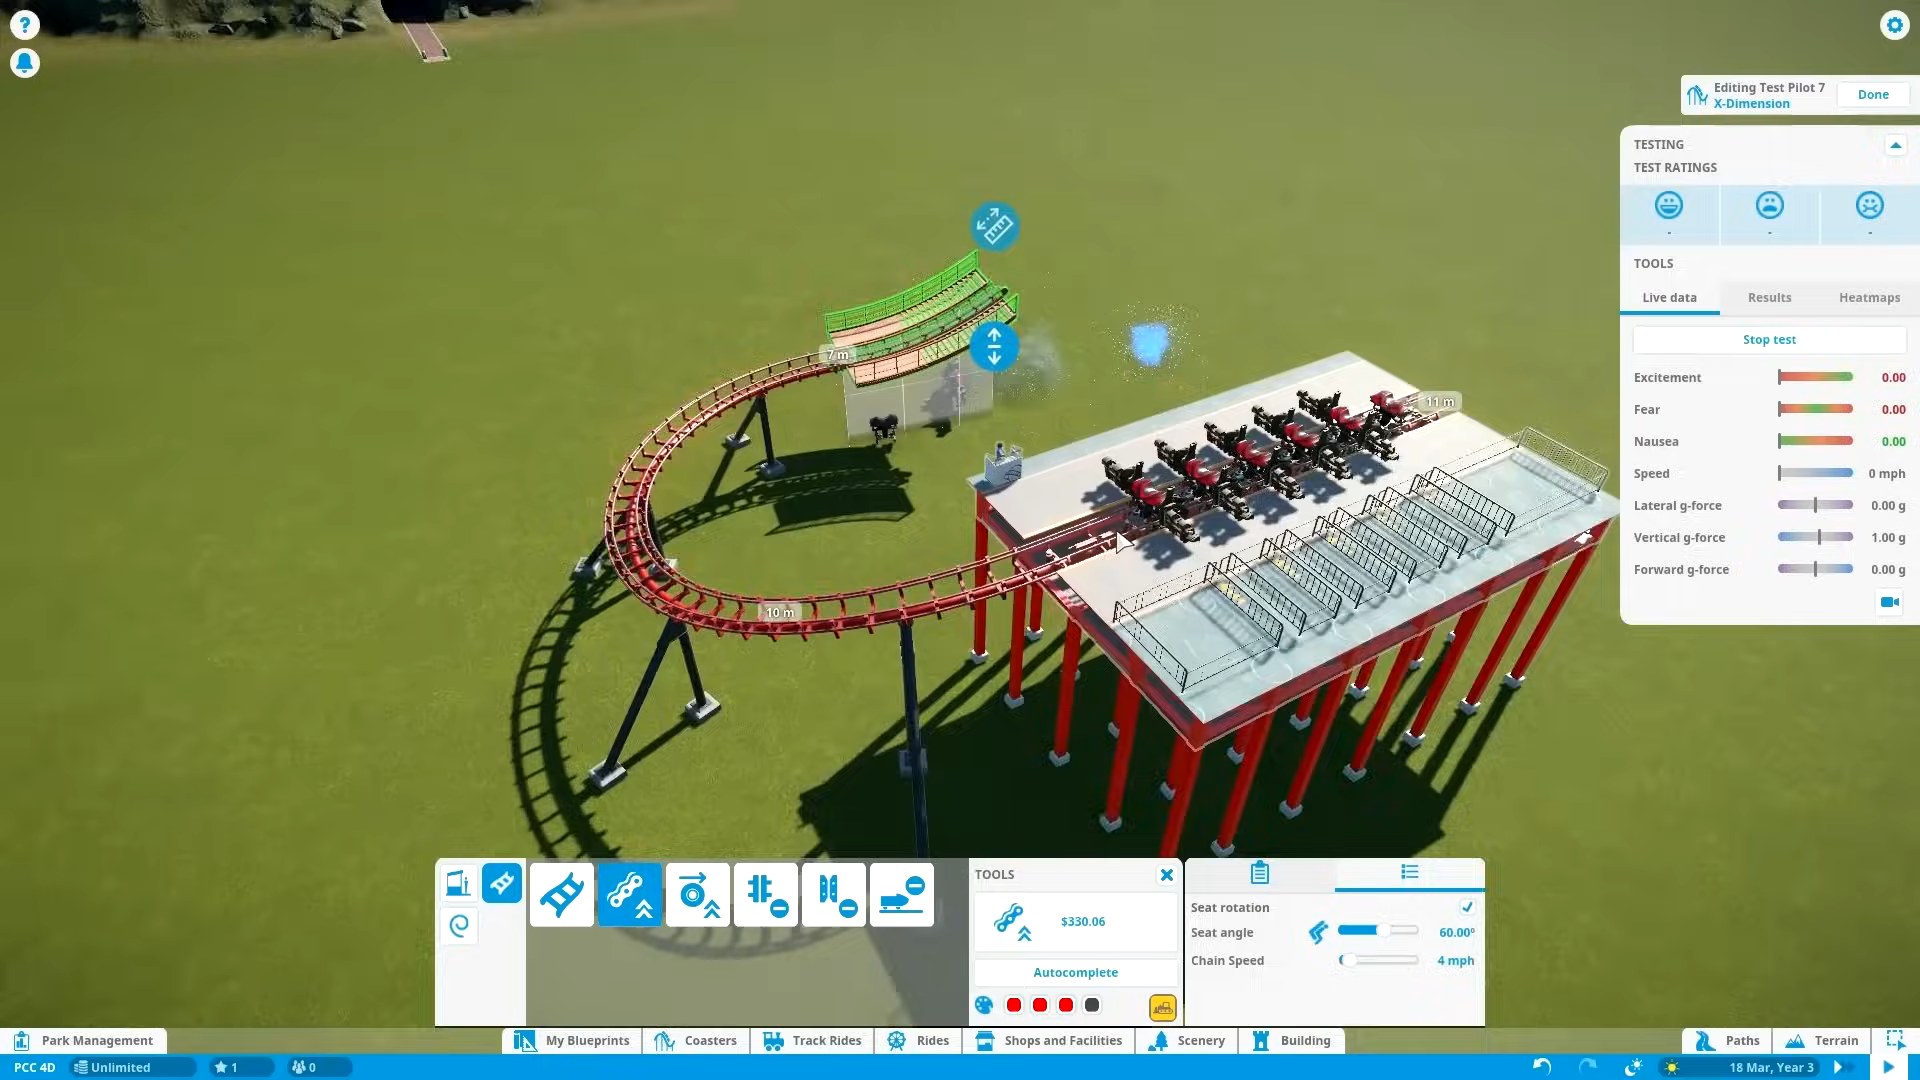 ?
Editing Test Pilot 7
X-Dimension
Done
TESTING
TEST RATINGS
- - -
TOOLS
Live data Results Heatmaps
Stop test
Excitement 0.00
Fear 0.00
Nausea 0.00
Speed 0 mph
Lateral g-force 0.00 g
Vertical g-force 1.00 g
Forward g-force 0.00 g
7 m
11 m
10 m
TOOLS
$330.06
Autocomplete
Seat rotation
Seat angle 60.00°
Chain Speed 4 mph
Park Management
My Blueprints Coasters Track Rides Rides Shops and Facilities Scenery Building
Paths Terrain
PCC 4D Unlimited 1 0
18 Mar, Year 3